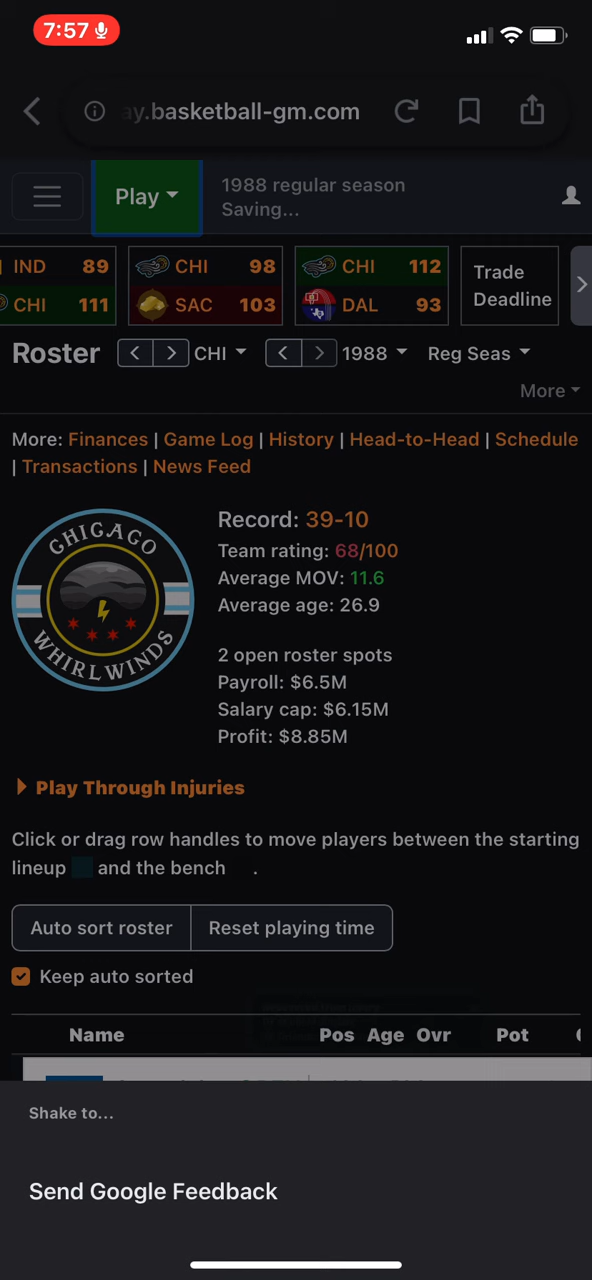 7:57
ay.basketball-gm.com
Play
1988 regular season
Saving...
IND 89
CHI 111
CHI 98
SAC 103
CHI 112
DAL 93
Trade
Deadline
Roster
CHI
1988
Reg Seas
More
More: Finances | Game Log | History | Head-to-Head | Schedule
| Transactions | News Feed
CHIGAGO
WHIRLWINDS
Record: 39-10
Team rating: 68/100
Average MOV: 11.6
Average age: 26.9
2 open roster spots
Payroll: $6.5M
Salary cap: $6.15M
Profit: $8.85M
Play Through Injuries
Click or drag row handles to move players between the starting
lineup and the bench .
Auto sort roster
Reset playing time
Keep auto sorted
Name Pos Age Ovr Pot
Shake to...
Send Google Feedback